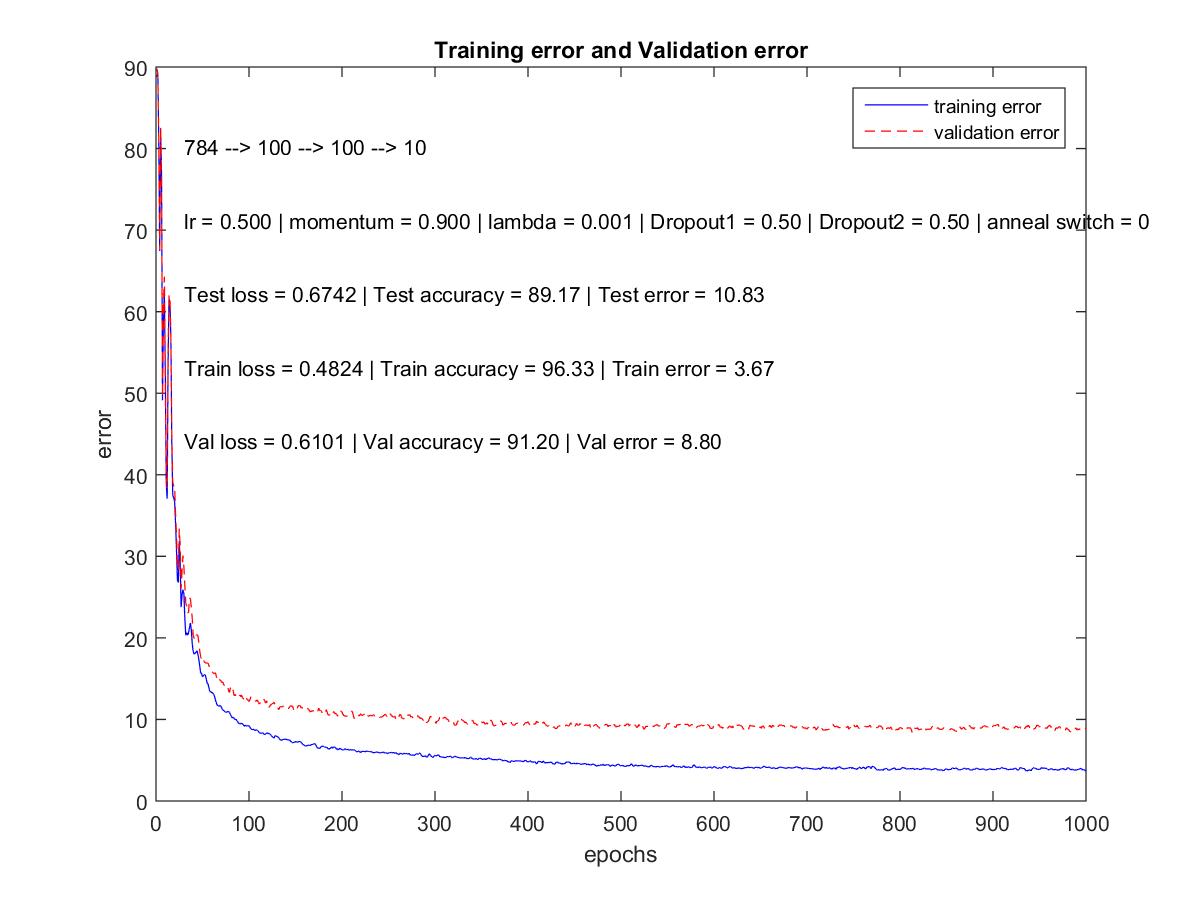 Training error and Validation error
90
training error
validation error
80
784 --> 100 --> 100 --> 10
70
lr = 0.500 | momentum = 0.900 | lambda = 0.001 | Dropout1 = 0.50 | Dropout2 = 0.50 | anneal switch = 0
60
Test loss = 0.6742 | Test accuracy = 89.17 | Test error = 10.83
50
Train loss = 0.4824 | Train accuracy = 96.33 | Train error = 3.67
40
Val loss = 0.6101 | Val accuracy = 91.20 | Val error = 8.80
error
30
20
10
0
0 100 200 300 400 500 600 700 800 900 1000
epochs